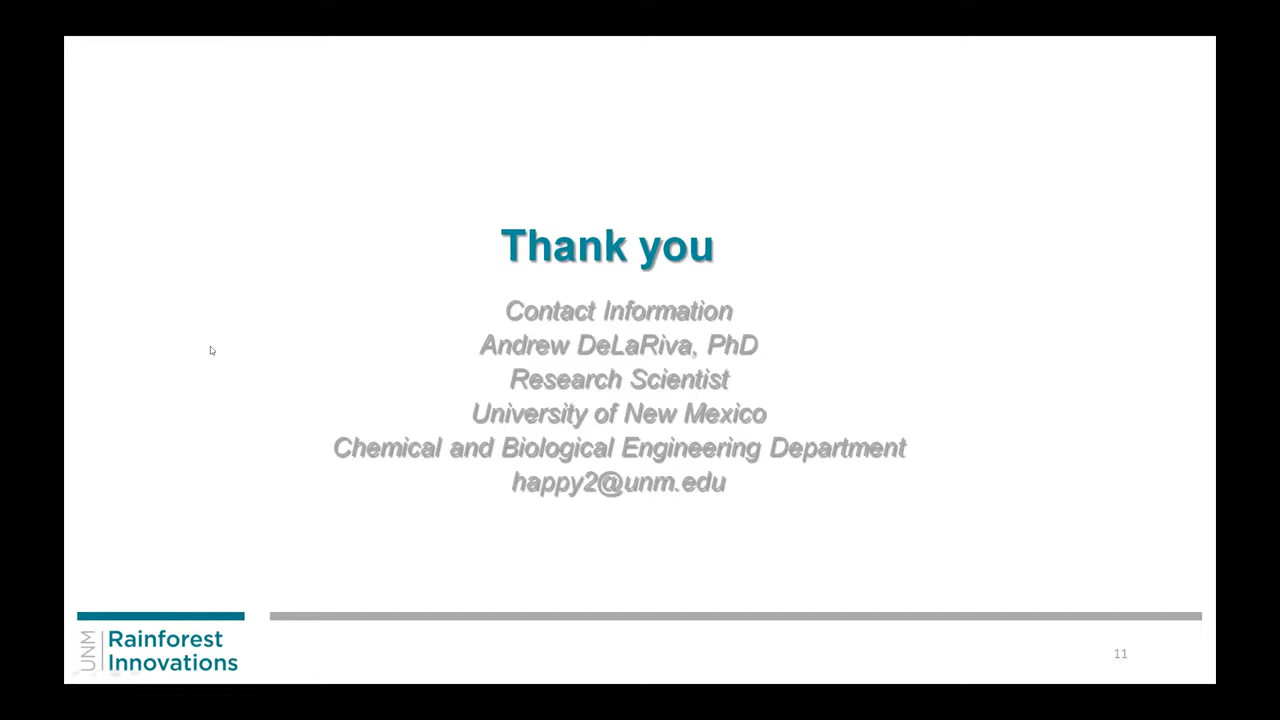 Thank you
Contact Information
Andrew DeLaRiva, PhD
Research Scientist
University of New Mexico
Chemical and Biological Engineering Department
happy2@unm.edu
UNM
Rainforest
Innovations
11